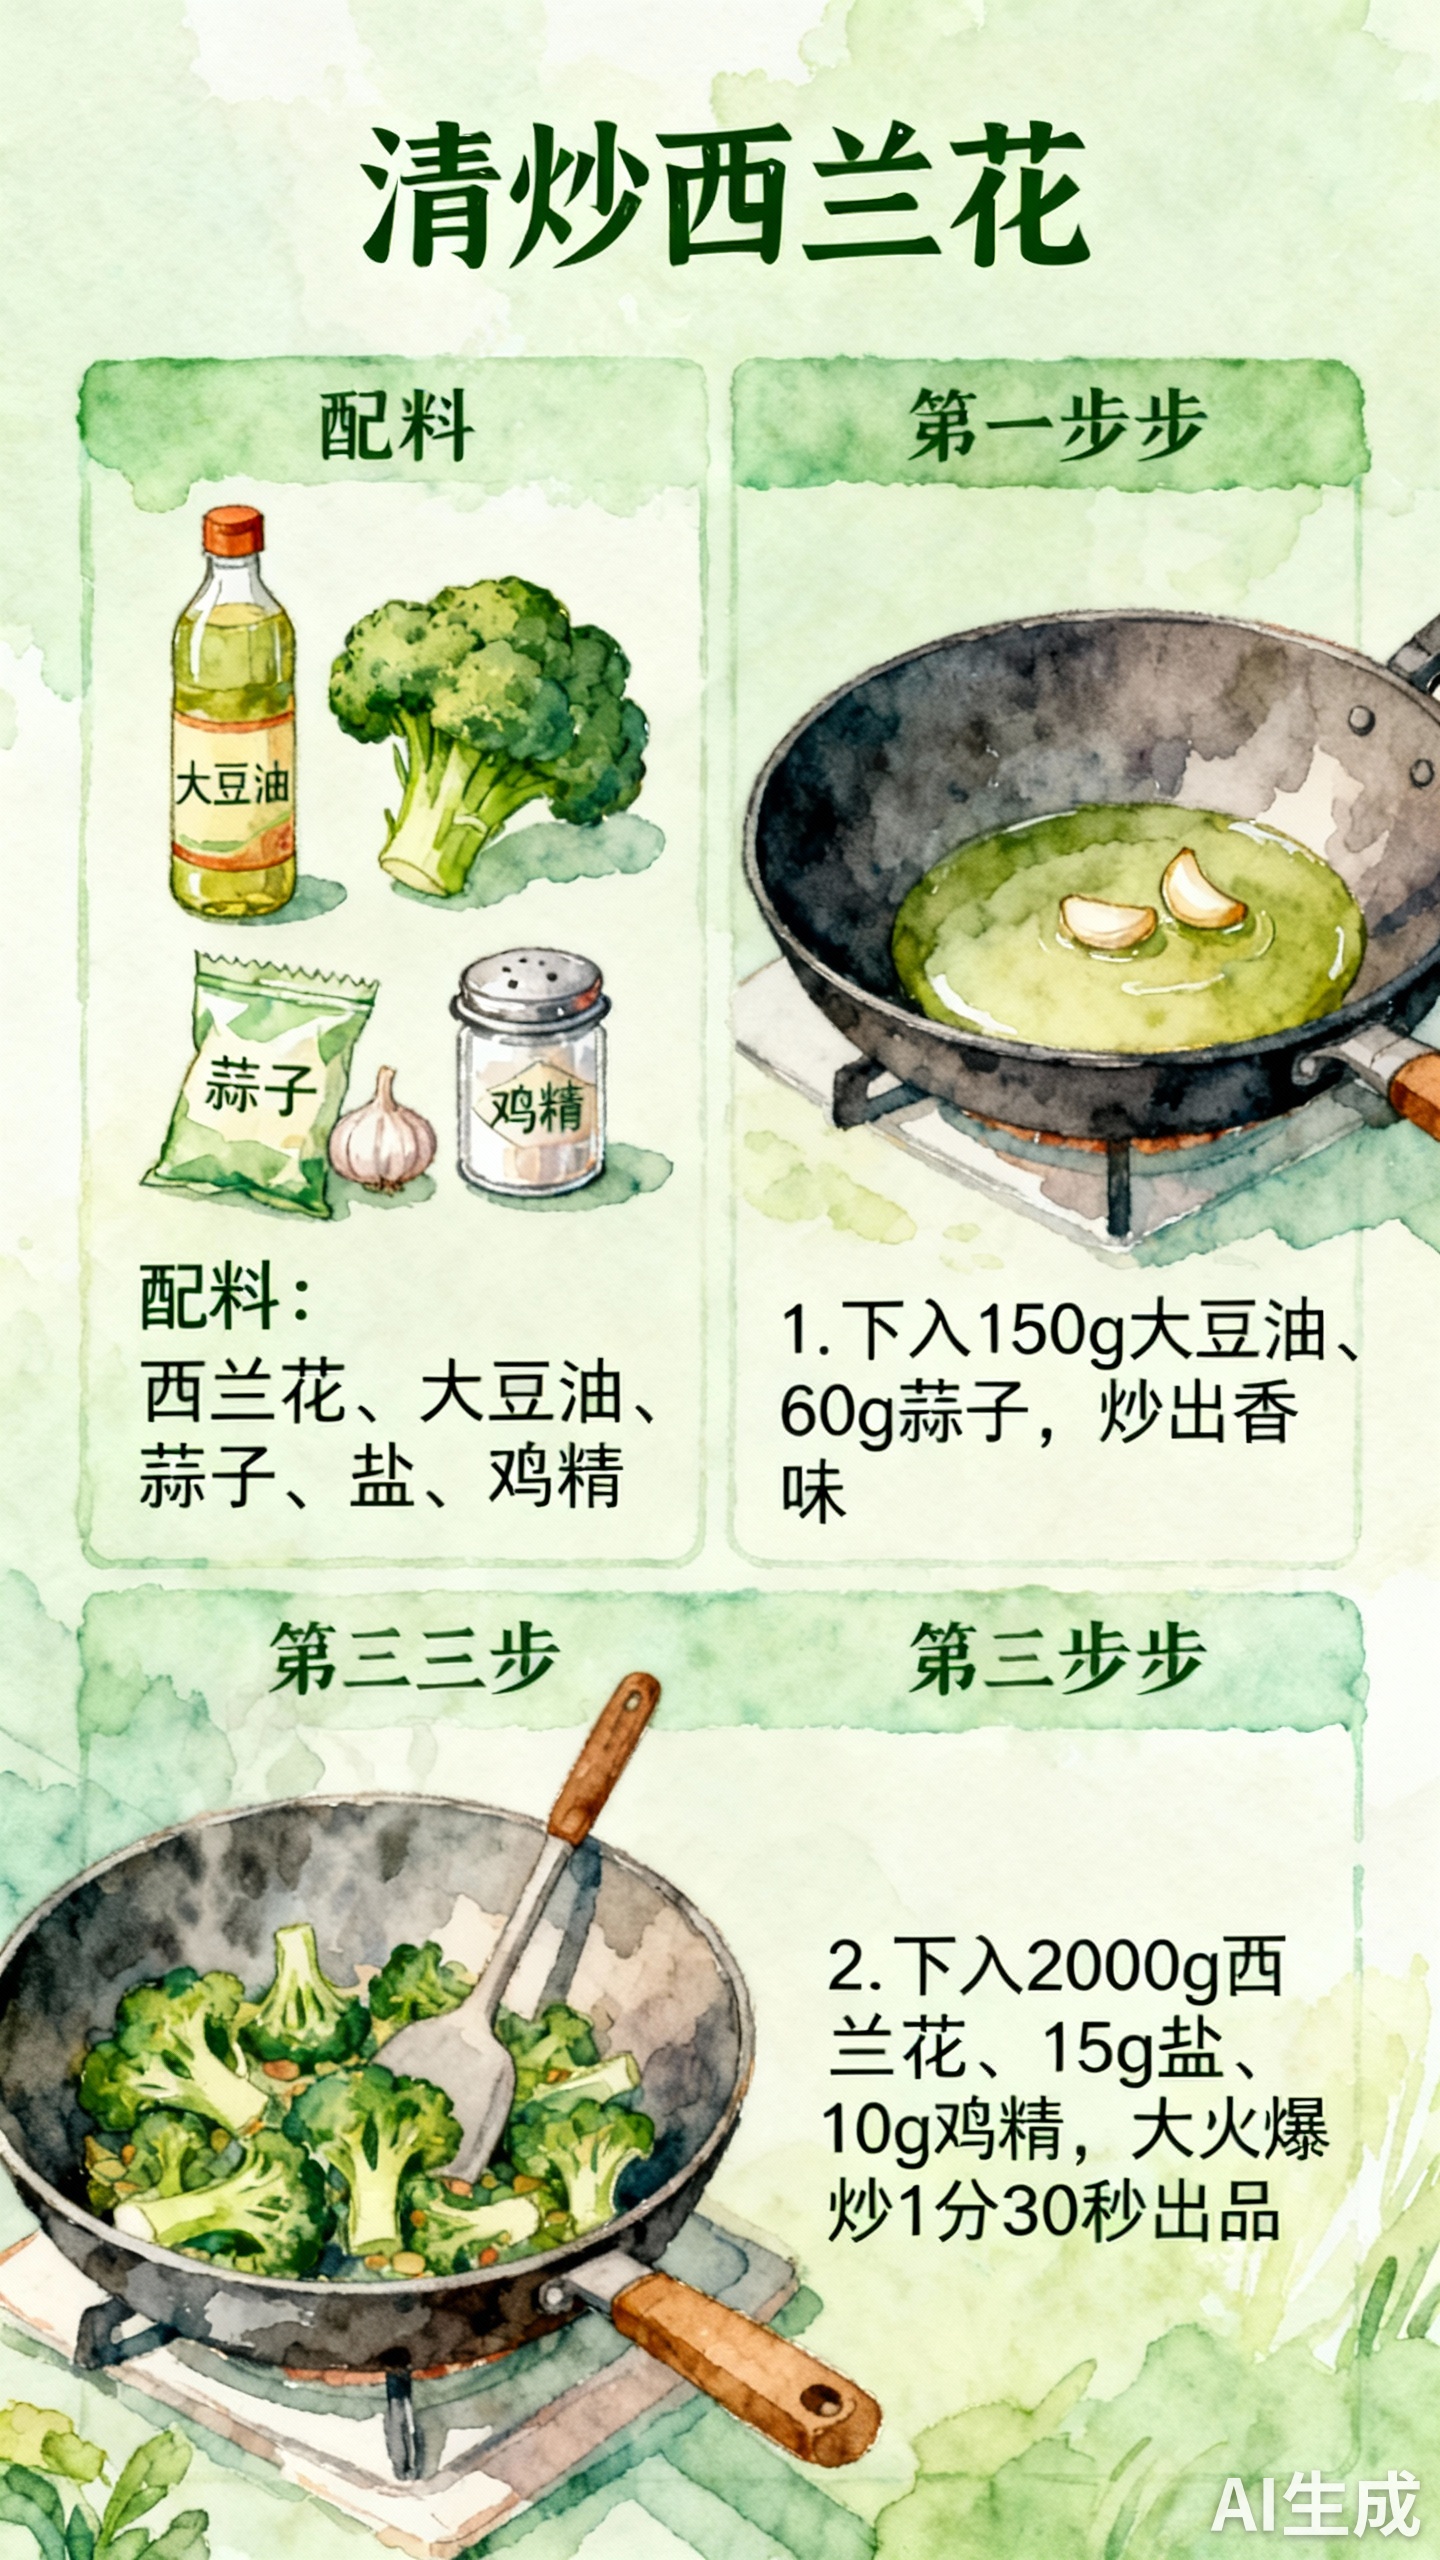 清炒西兰花
配料
大豆油
蒜子
鸡精
配料：
西兰花、大豆油、
蒜子、盐、鸡精
第一步步
1.下入150g大豆油、
60g蒜子，炒出香
味
第三三步
第三步步
2.下入2000g西
兰花、15g盐、
10g鸡精，大火爆
炒1分30秒出品
AI生成